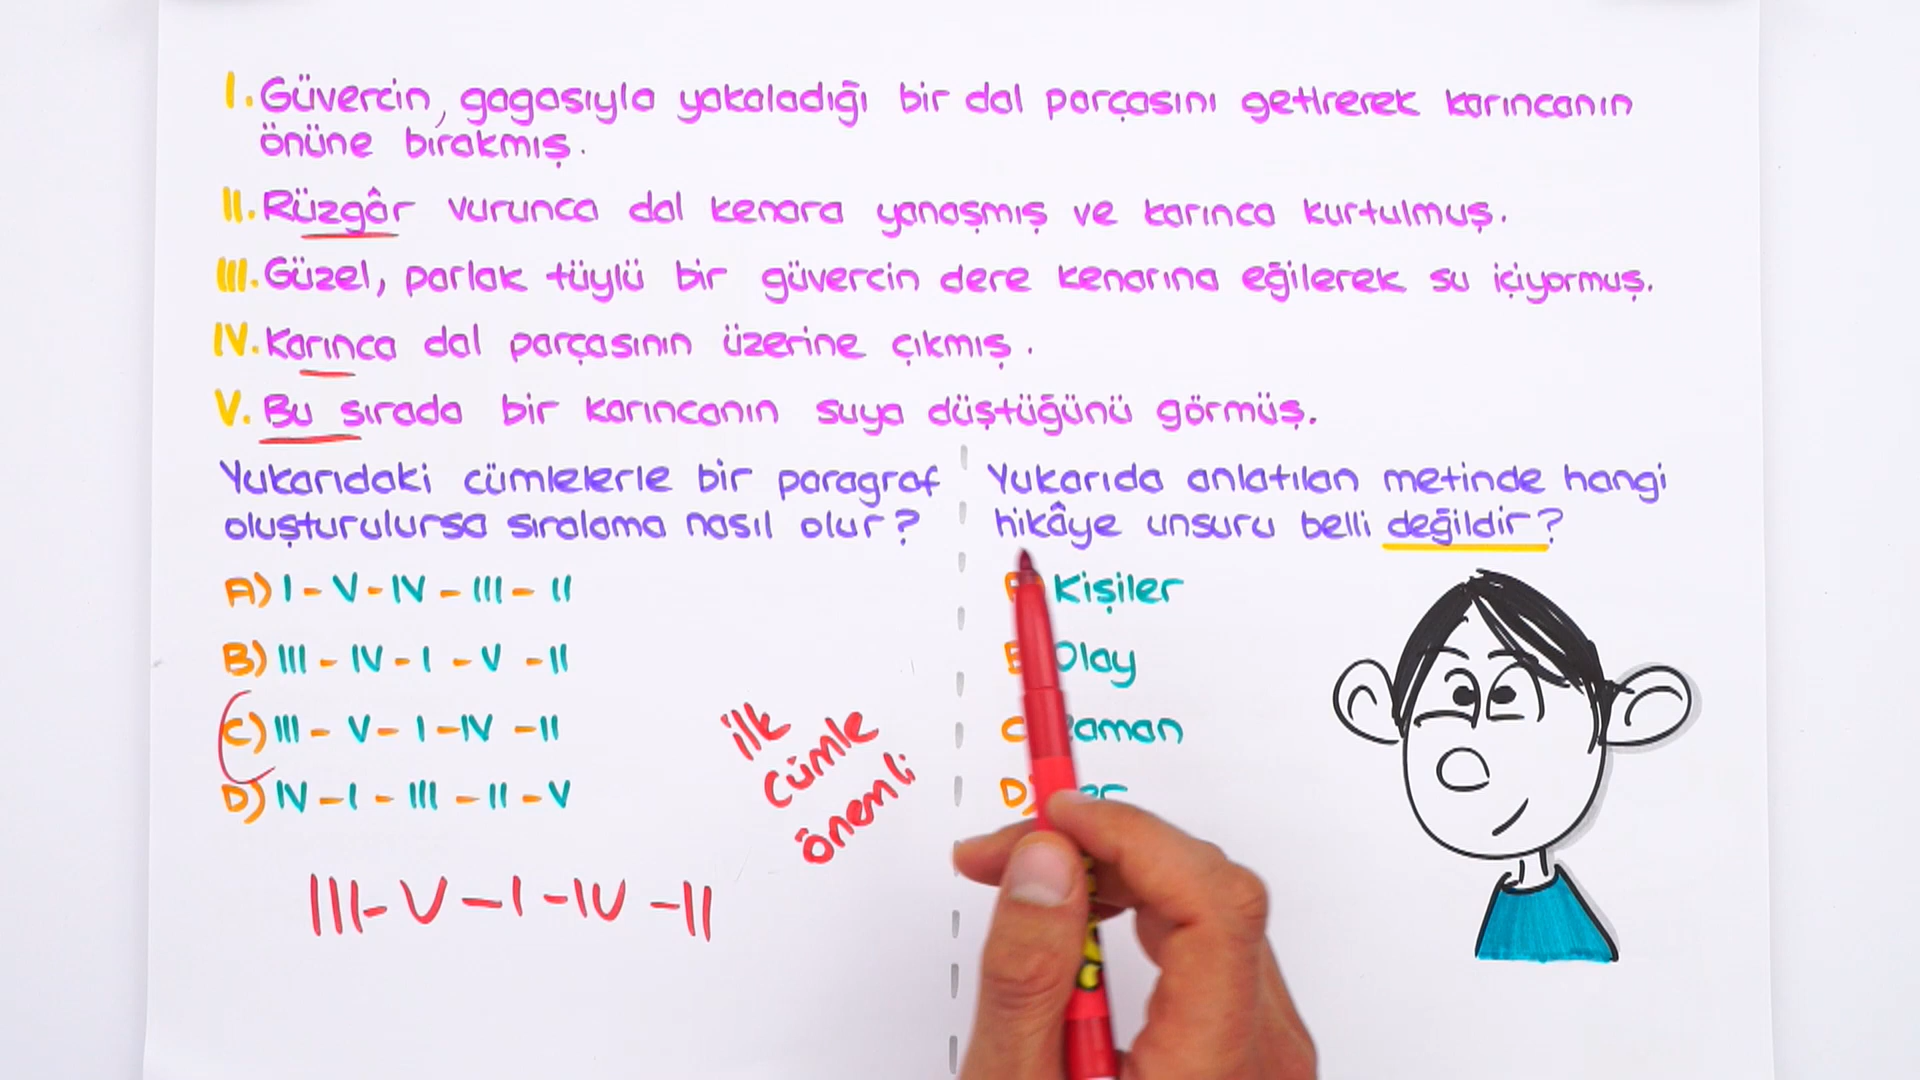 I. Güvercin, gagasıyla yakaladığı bir dal parçasını getirerek karıncanın
önüne bırakmış.
II. Rüzgâr vurunca dal kenara yanaşmış ve karınca kurtulmuş.
III. Güzel, parlak tüylü bir güvercin dere kenarına eğilerek su içiyormuş.
IV. Karınca dal parçasının üzerine çıkmış.
V. Bu sırada bir karıncanın suya düştüğünü görmüş.
Yukarıdaki cümlelerle bir paragraf
oluşturulursa sıralama nasıl olur?
A) I - V - IV - III - II
B) III - IV - I - V - II
C) III - V - I - IV - II
D) IV - I - III - II - V
III - V - I - IV - II
ilk
cümle
önemli
Yukarıda anlatılan metinde hangi
hikâye unsuru belli değildir?
Kişiler
Olay
aman
D)